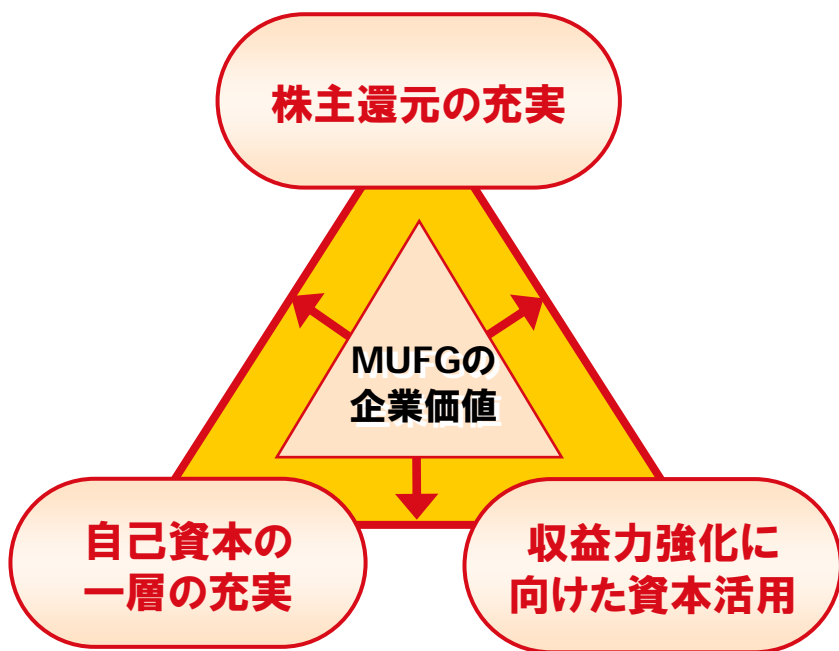 株主還元の充実
MUFGの
企業価値
自己資本の
一層の充実
収益力強化に
向けた資本活用